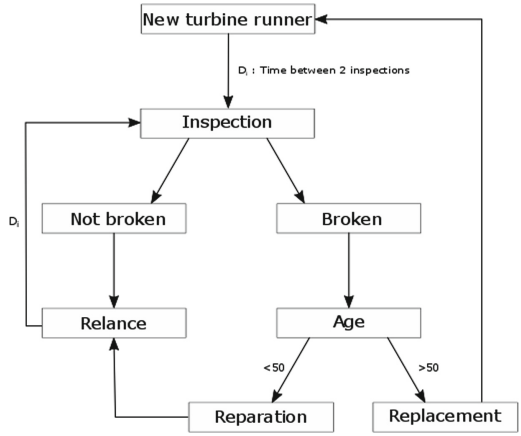 New turbine runner
Di : Time between 2 inspections
Inspection
Di
Not broken
Broken
Relance
Age
<50
>50
Reparation
Replacement